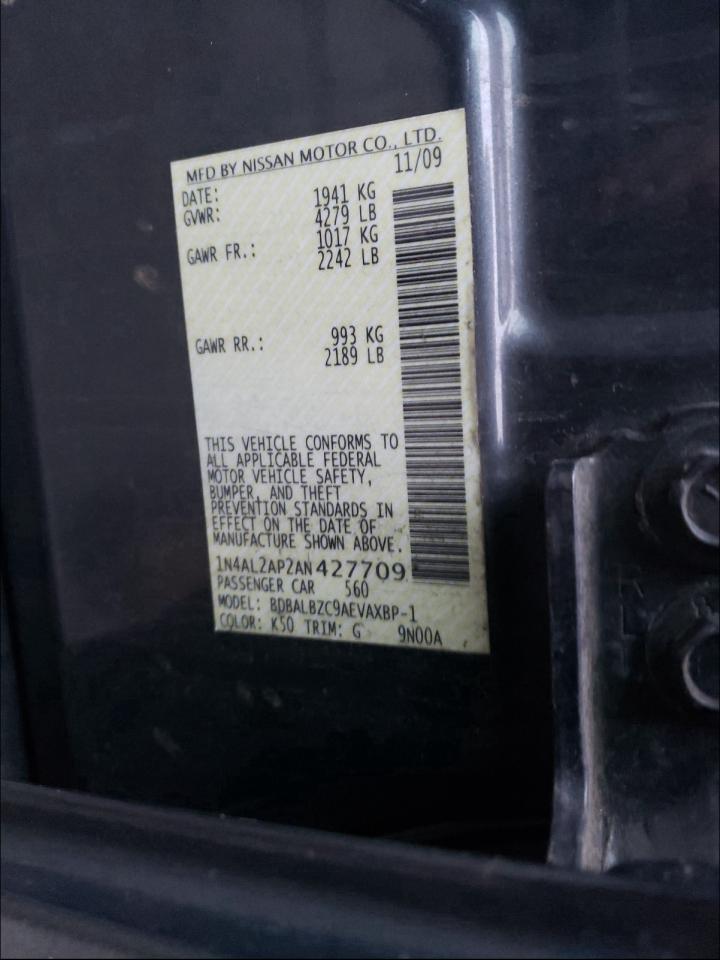 MFD BY NISSAN MOTOR CO., LTD.
DATE: 11/09
GVWR: 1941 KG
4279 LB
GAWR FR.: 1017 KG
2242 LB
GAWR RR.: 993 KG
2189 LB
THIS VEHICLE CONFORMS TO
ALL APPLICABLE FEDERAL
MOTOR VEHICLE SAFETY,
BUMPER, AND THEFT
PREVENTION STANDARDS IN
EFFECT ON THE DATE OF
MANUFACTURE SHOWN ABOVE.
1N4AL2AP2AN427709
PASSENGER CAR 560
MODEL: BDBALBZC9AEVAXBP-1
COLOR: K50 TRIM: G 9N00A